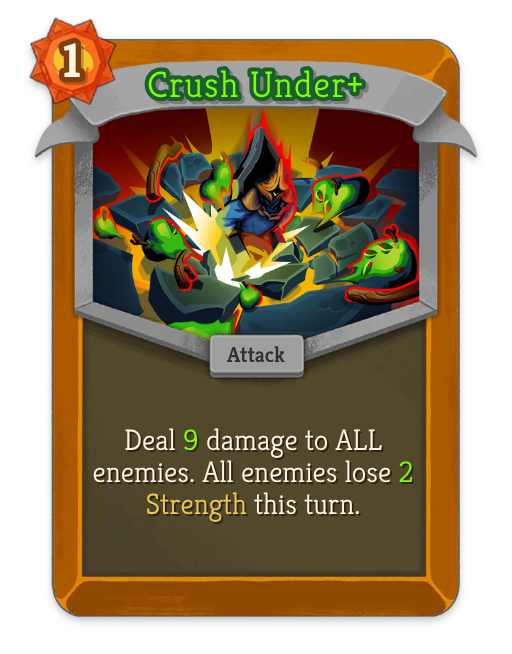 1
Crush Under+
Attack
Deal 9 damage to ALL
enemies. All enemies lose 2
Strength this turn.